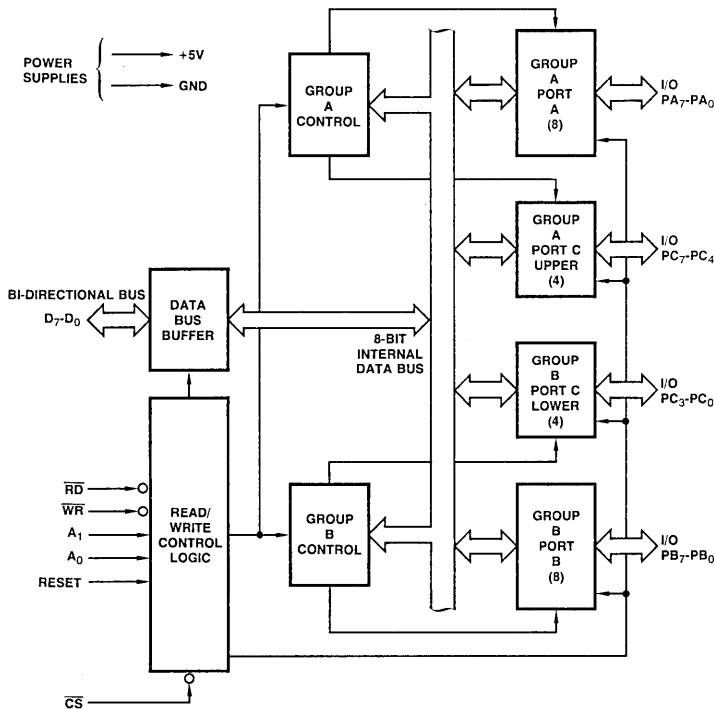 POWER
SUPPLIES
+5V
GND
GROUP
A
CONTROL
GROUP
A
PORT
A
(8)
I/O
PA7-PA0
GROUP
A
PORT C
UPPER
(4)
I/O
PC7-PC4
BI-DIRECTIONAL BUS
D7-D0
DATA
BUS
BUFFER
8-BIT
INTERNAL
DATA BUS
GROUP
B
PORT C
LOWER
(4)
I/O
PC3-PC0
RD
WR
A1
A0
RESET
READ/
WRITE
CONTROL
LOGIC
GROUP
B
CONTROL
GROUP
B
PORT
B
(8)
I/O
PB7-PB0
CS